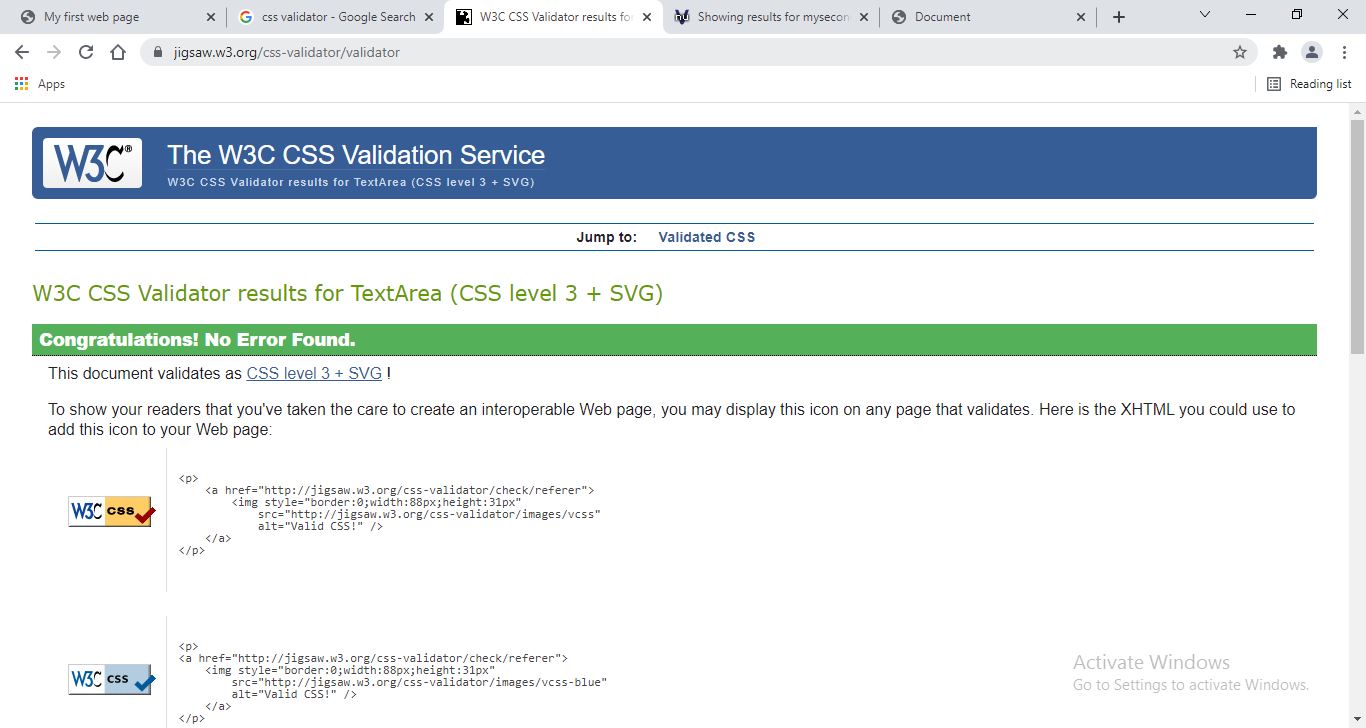 My first web page
css validator - Google Search
W3C CSS Validator results for
Showing results for mysecon
Document
jigsaw.w3.org/css-validator/validator
Apps
Reading list
W3C®
The W3C CSS Validation Service
W3C CSS Validator results for TextArea (CSS level 3 + SVG)
Jump to: Validated CSS
W3C CSS Validator results for TextArea (CSS level 3 + SVG)
Congratulations! No Error Found.
This document validates as CSS level 3 + SVG !
To show your readers that you've taken the care to create an interoperable Web page, you may display this icon on any page that validates. Here is the XHTML you could use to
add this icon to your Web page:
<p>
<a href="http://jigsaw.w3.org/css-validator/check/referer">
<img style="border:0;width:88px;height:31px"
src="http://jigsaw.w3.org/css-validator/images/vcss"
alt="Valid CSS!" />
</a>
</p>
W3C css
<p>
<a href="http://jigsaw.w3.org/css-validator/check/referer">
<img style="border:0;width:88px;height:31px"
src="http://jigsaw.w3.org/css-validator/images/vcss-blue"
alt="Valid CSS!" />
</a>
</p>
W3C css
Activate Windows
Go to Settings to activate Windows.